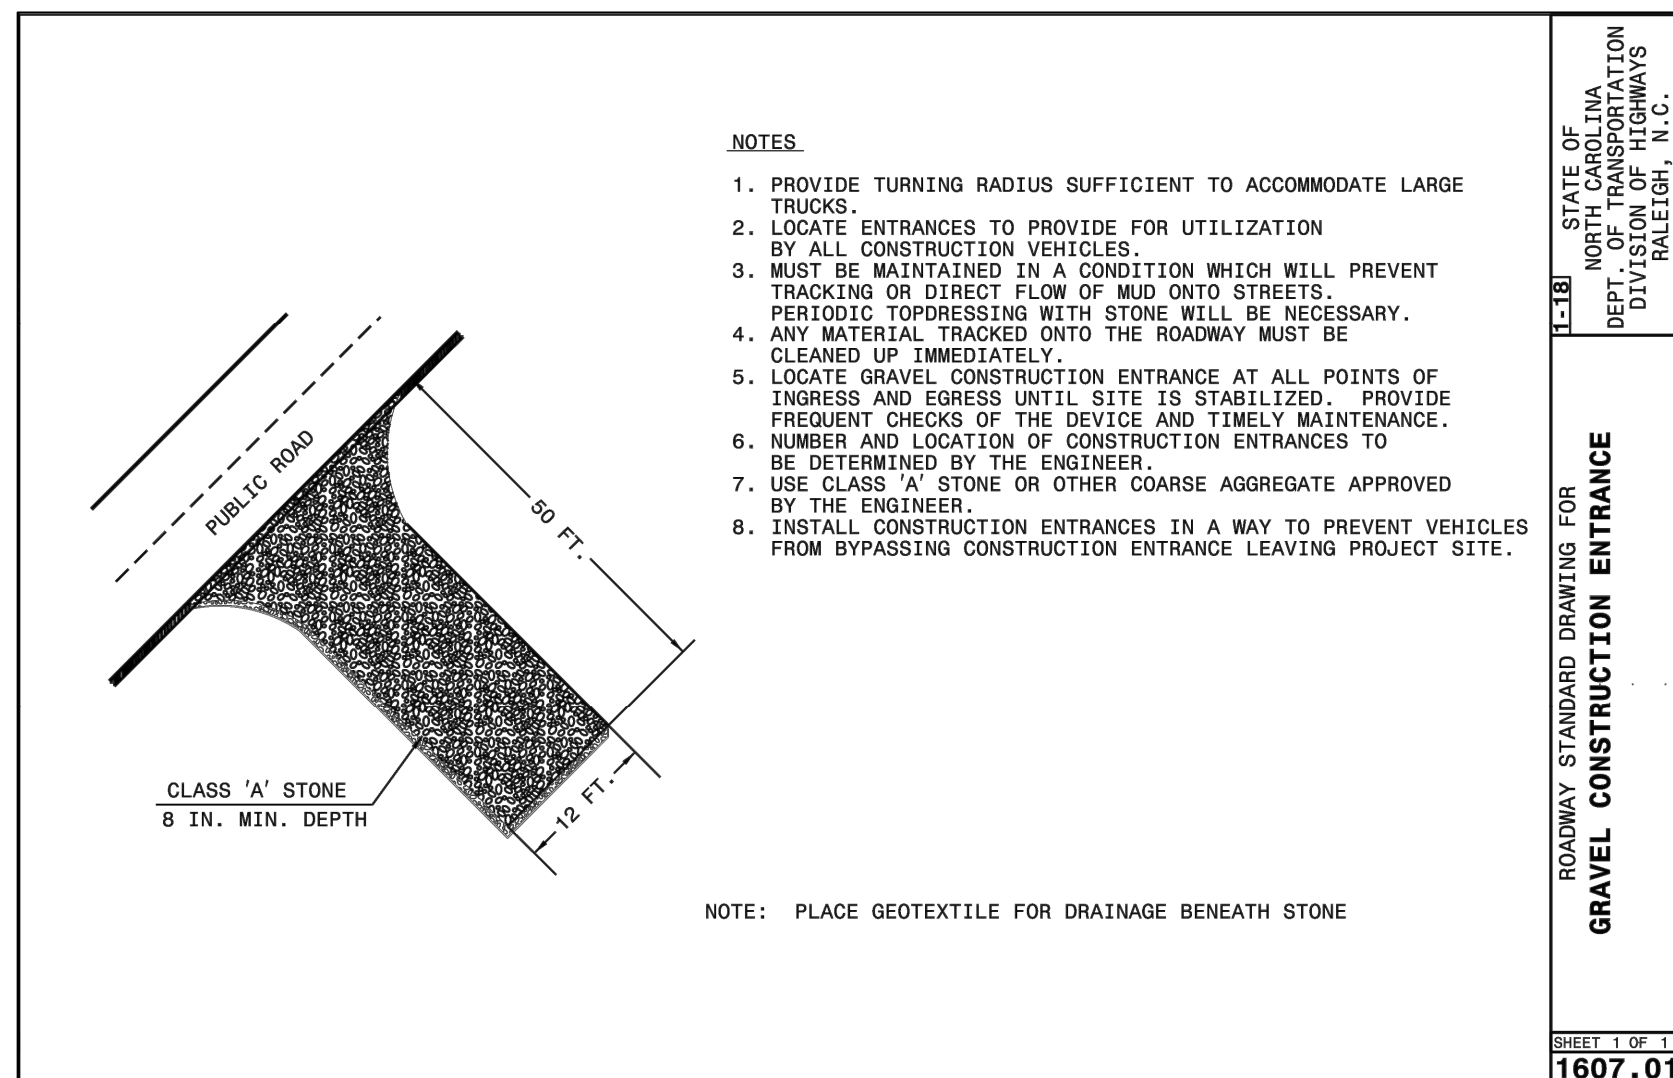 NOTES
1. PROVIDE TURNING RADIUS SUFFICIENT TO ACCOMMODATE LARGE
TRUCKS.
2. LOCATE ENTRANCES TO PROVIDE FOR UTILIZATION
BY ALL CONSTRUCTION VEHICLES.
3. MUST BE MAINTAINED IN A CONDITION WHICH WILL PREVENT
TRACKING OR DIRECT FLOW OF MUD ONTO STREETS.
PERIODIC TOPDRESSING WITH STONE WILL BE NECESSARY.
4. ANY MATERIAL TRACKED ONTO THE ROADWAY MUST BE
CLEANED UP IMMEDIATELY.
5. LOCATE GRAVEL CONSTRUCTION ENTRANCE AT ALL POINTS OF
INGRESS AND EGRESS UNTIL SITE IS STABILIZED. PROVIDE
FREQUENT CHECKS OF THE DEVICE AND TIMELY MAINTENANCE.
6. NUMBER AND LOCATION OF CONSTRUCTION ENTRANCES TO
BE DETERMINED BY THE ENGINEER.
7. USE CLASS 'A' STONE OR OTHER COARSE AGGREGATE APPROVED
BY THE ENGINEER.
8. INSTALL CONSTRUCTION ENTRANCES IN A WAY TO PREVENT VEHICLES
FROM BYPASSING CONSTRUCTION ENTRANCE LEAVING PROJECT SITE.
PUBLIC ROAD
50 FT.
12 FT.
CLASS 'A' STONE
8 IN. MIN. DEPTH
NOTE: PLACE GEOTEXTILE FOR DRAINAGE BENEATH STONE
1-18
STATE OF
NORTH CAROLINA
DEPT. OF TRANSPORTATION
DIVISION OF HIGHWAYS
RALEIGH, N.C.
ROADWAY STANDARD DRAWING FOR
GRAVEL CONSTRUCTION ENTRANCE
SHEET 1 OF 1
1607.01